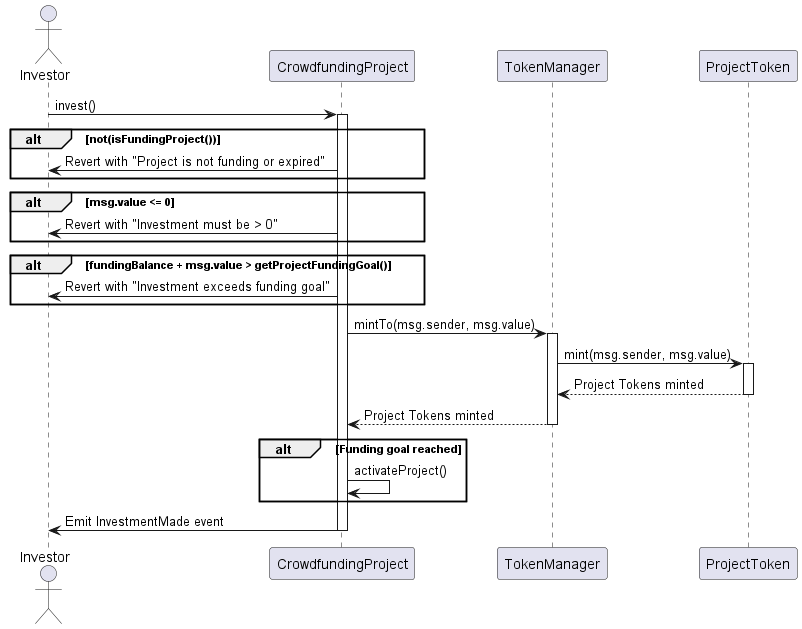 Investor
CrowdfundingProject
TokenManager
ProjectToken
invest()
alt
[not(isFundingProject())]
Revert with "Project is not funding or expired"
alt
[msg.value <= 0]
Revert with "Investment must be > 0"
alt
[fundingBalance + msg.value > getProjectFundingGoal()]
Revert with "Investment exceeds funding goal"
mintTo(msg.sender, msg.value)
mint(msg.sender, msg.value)
Project Tokens minted
Project Tokens minted
alt
[Funding goal reached]
activateProject()
Emit InvestmentMade event
Investor
CrowdfundingProject
TokenManager
ProjectToken